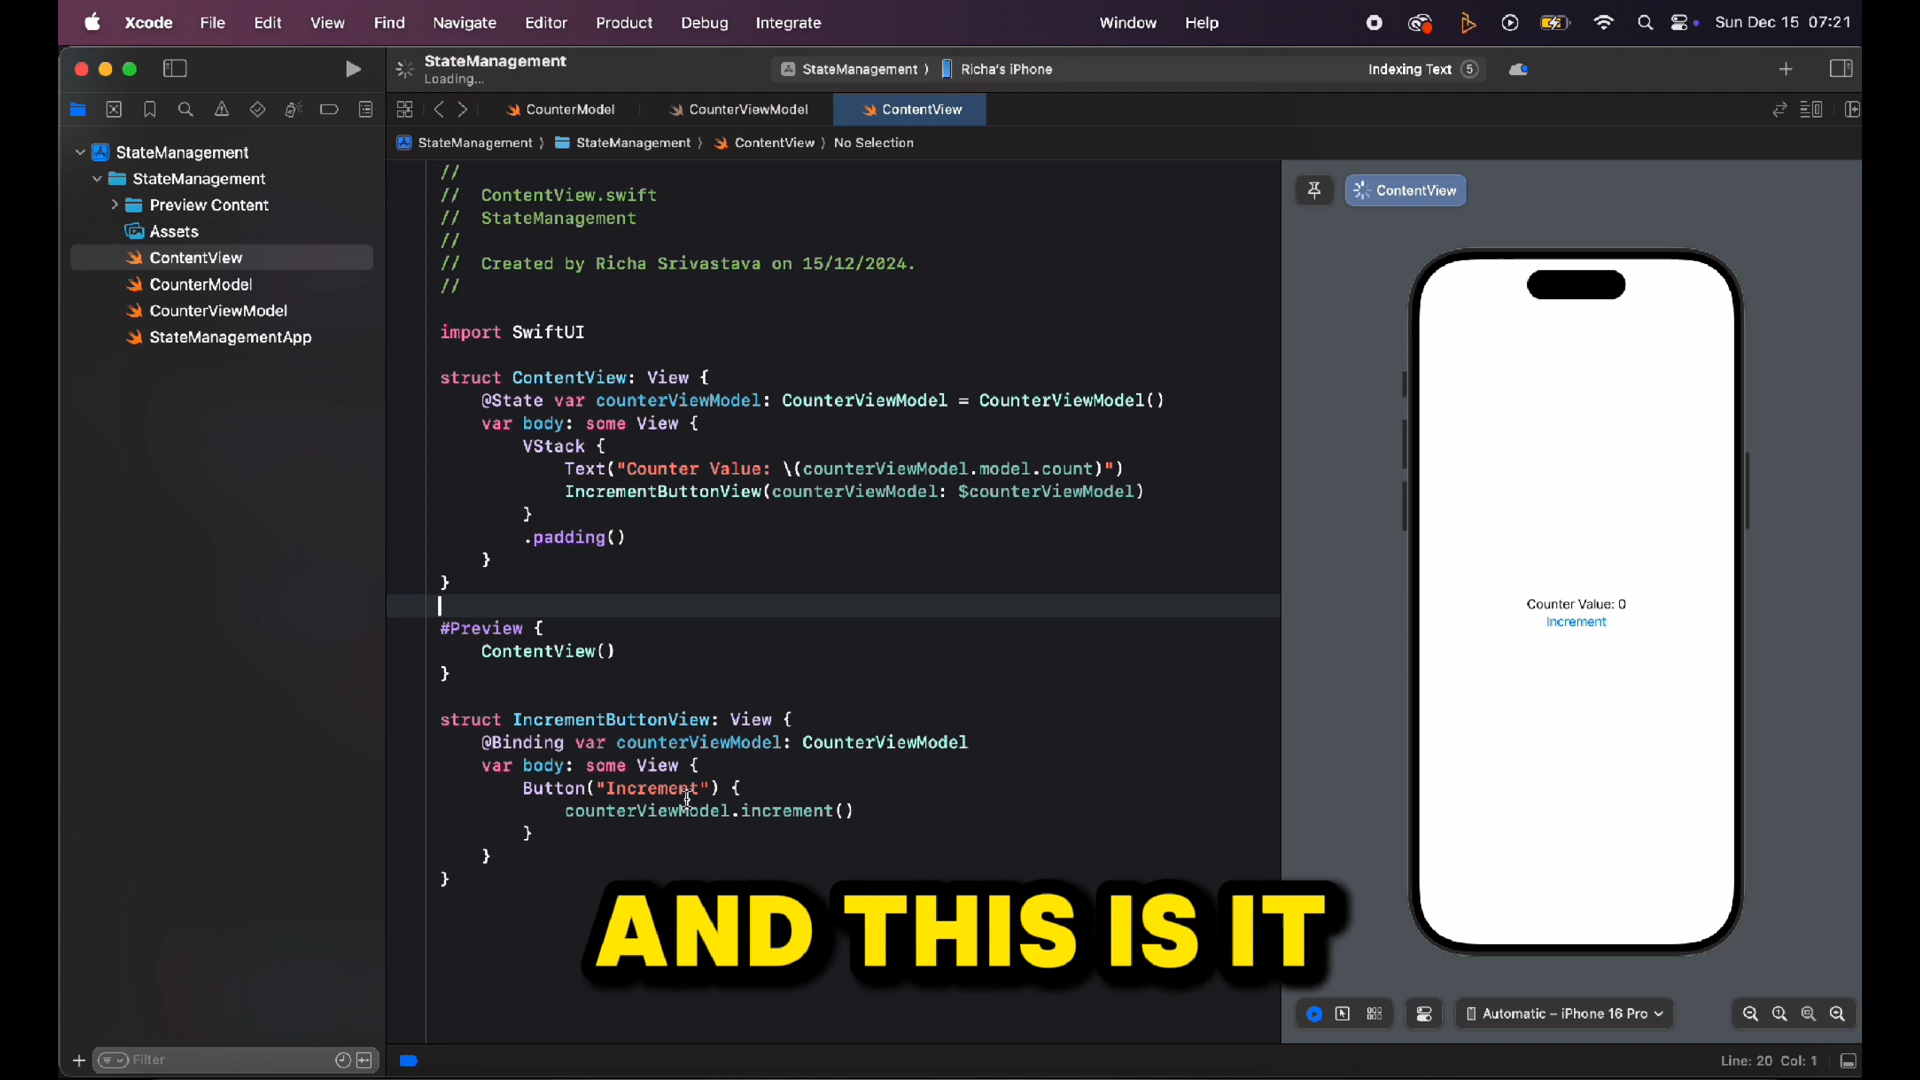 Xcode File Edit View Find Navigate Editor Product Debug Integrate Window Help Sun Dec 15 07:21
StateManagement
Loading...
StateManagement ⟩ Richa's iPhone
Indexing Text 5
CounterModel CounterViewModel ContentView
StateManagement ⟩ StateManagement ⟩ ContentView ⟩ No Selection
StateManagement
StateManagement
Preview Content
Assets
ContentView
CounterModel
CounterViewModel
StateManagementApp
//
// ContentView.swift
// StateManagement
//
// Created by Richa Srivastava on 15/12/2024.
//
import SwiftUI
struct ContentView: View {
@State var counterViewModel: CounterViewModel = CounterViewModel()
var body: some View {
VStack {
Text("Counter Value: \(counterViewModel.model.count)")
IncrementButtonView(counterViewModel: $counterViewModel)
}
.padding()
}
}
#Preview {
ContentView()
}
struct IncrementButtonView: View {
@Binding var counterViewModel: CounterViewModel
var body: some View {
Button("Increment") {
counterViewModel.increment()
}
}
}
AND THIS IS IT
ContentView
Counter Value: 0
Increment
Automatic – iPhone 16 Pro
Filter
Line: 20 Col: 1